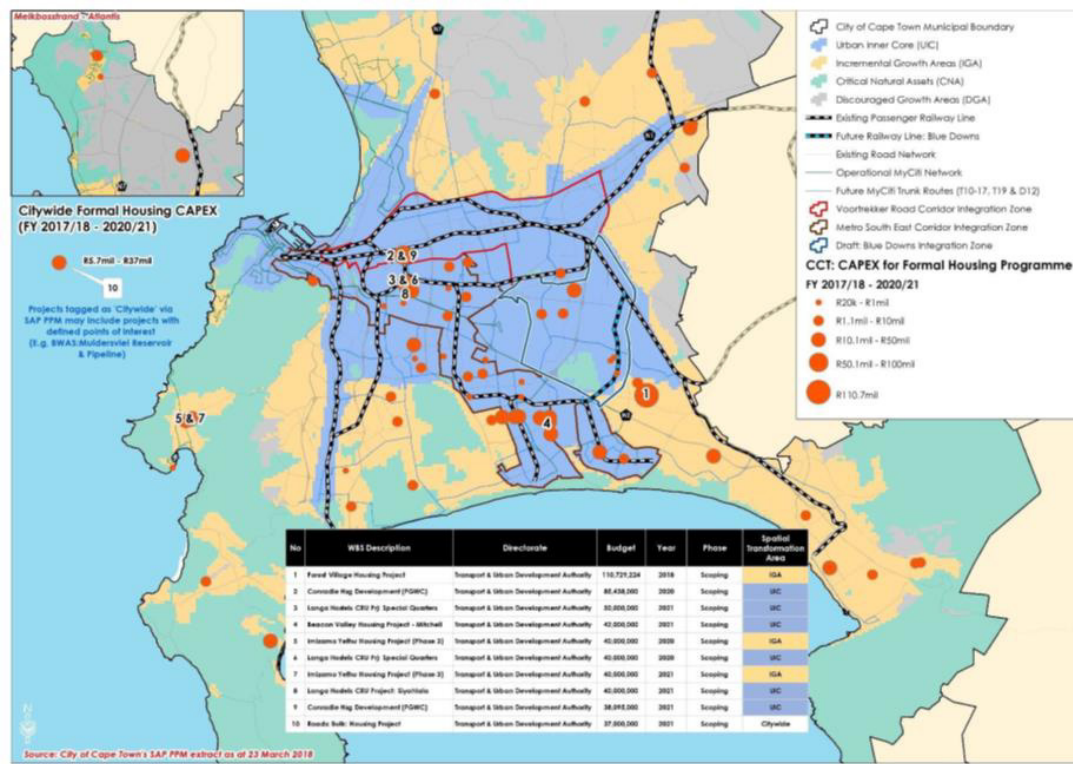 Melkbosstrand - Atlantis
Citywide Formal Housing CAPEX
(FY 2017/18 - 2020/21)
R5.7mil - R37mil
10
Projects tagged as 'Citywide' via
SAP PPM may include projects with
defined points of interest
(E.g. BWAS:Muldersvlei Reservoir
& Pipeline)
2 & 9
3 & 6
8
5 & 7
4
1
N7
N1
N2
City of Cape Town Municipal Boundary
Urban Inner Core (UIC)
Incremental Growth Areas (IGA)
Critical Natural Assets (CNA)
Discouraged Growth Areas (DGA)
Existing Passenger Railway Line
Future Railway Line: Blue Downs
Existing Road Network
Operational MyCiti Network
Future MyCiti Trunk Routes (T10-17, T19 & D12)
Voortrekker Road Corridor Integration Zone
Metro South East Corridor Integration Zone
Draft: Blue Downs Integration Zone
CCT: CAPEX for Formal Housing Programme
FY 2017/18 - 2020/21
R20k - R1mil
R1.1mil - R10mil
R10.1mil - R50mil
R50.1mil - R100mil
R110.7mil
No WBS Description Directorate Budget Year Phase Spatial Transformation Area
1 Village Housing Project Transport & Urban Development Authority 110,729,224 2018 Scoping IGA
2 Conradie Hsg Development (PGWC) Transport & Urban Development Authority 2020 Scoping UIC
3 Langa Hostels CRU Prj: Special Quarters Transport & Urban Development Authority 2021 Scoping UIC
4 Beacon Valley Housing Project - Mitchell Transport & Urban Development Authority 2021 Scoping UIC
5 Imizamo Yethu Housing Project (Phase 3) Transport & Urban Development Authority 40,000,000 2020 Scoping IGA
6 Langa Hostels CRU Prj: Special Quarters Transport & Urban Development Authority 40,000,000 2020 Scoping UIC
7 Imizamo Yethu Housing Project (Phase 3) Transport & Urban Development Authority 40,000,000 2021 Scoping IGA
8 Langa Hostels CRU Project: Siyahlala Transport & Urban Development Authority 40,000,000 2021 Scoping UIC
9 Conradie Hsg Development (PGWC) Transport & Urban Development Authority 2021 Scoping UIC
10 Roads Bulk: Housing Project Transport & Urban Development Authority 37,000,000 2021 Scoping Citywide
Source: City of Cape Town's SAP PPM extract as at 23 March 2018